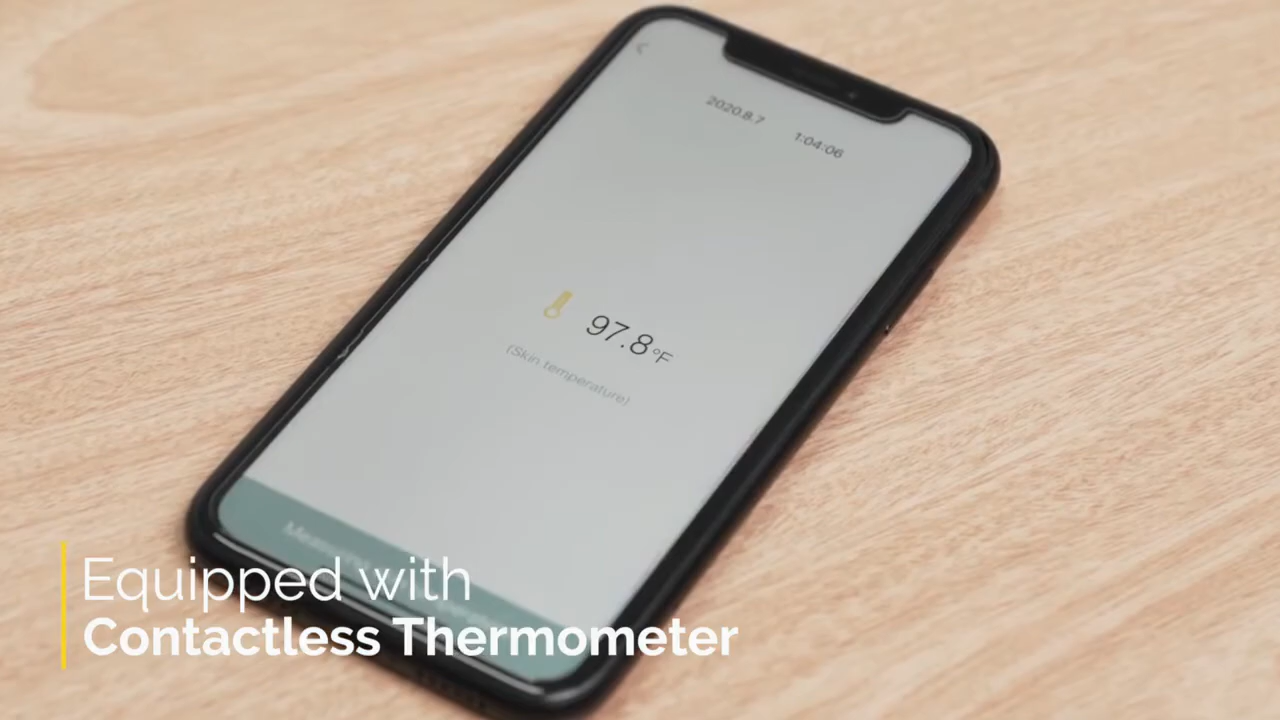 2020.8.7 1:04:06
97.8°F
(Skin temperature)
Equipped with
Contactless Thermometer